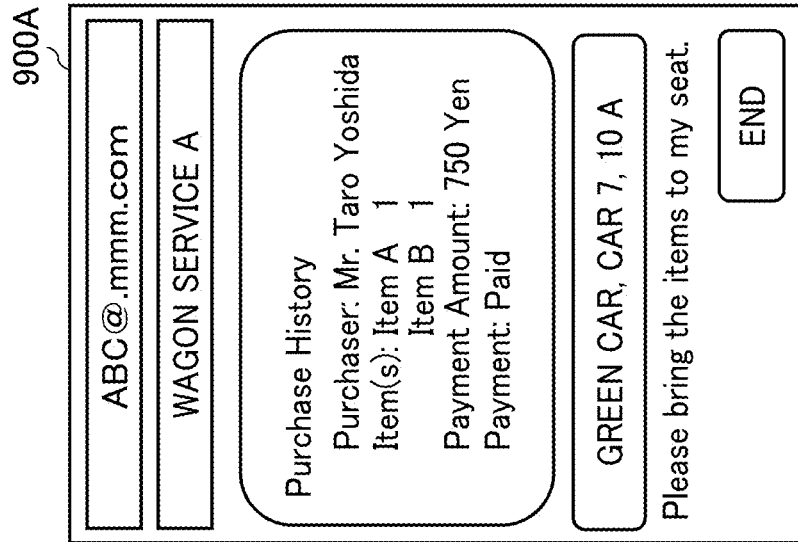 900A
ABC@.mmm.com
WAGON SERVICE A
Purchase History
Purchaser: Mr. Taro Yoshida
Item(s): Item A 1
Item B 1
Payment Amount: 750 Yen
Payment: Paid
GREEN CAR, CAR 7, 10 A
Please bring the items to my seat.
END